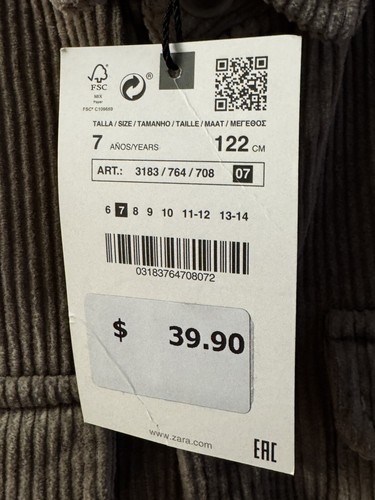 FSC
MIX
Paper
FSC® C109859
®
TALLA / SIZE / TAMANHO / TAILLE / MAAT / ΜΕΓΕΘΟΣ
7 AÑOS/YEARS 122 CM
ART.: 3183 / 764 / 708 07
6 7 8 9 10 11-12 13-14
03183764708072
$ 39.90
www.zara.com
EAC